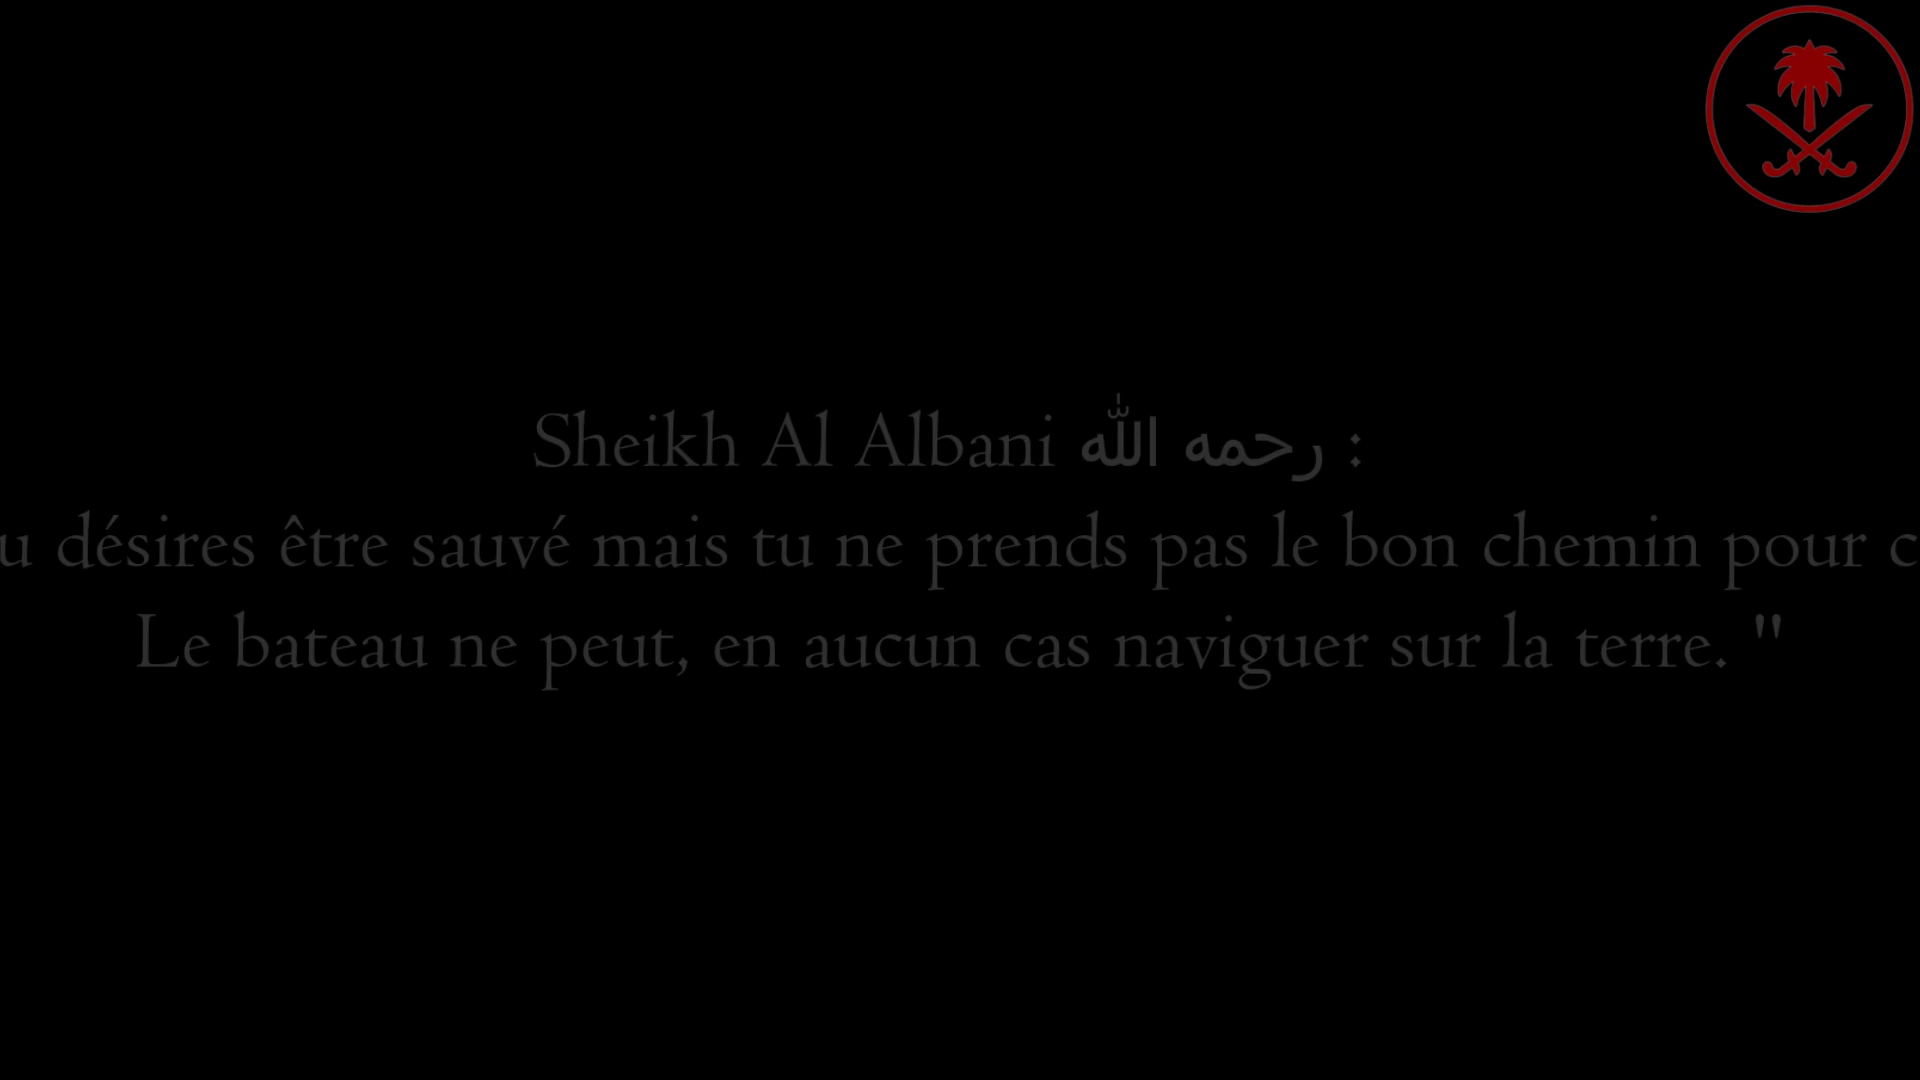 Sheikh Al Albani رحمه الله :
désires être sauvé mais tu ne prends pas le bon chemin pour
Le bateau ne peut, en aucun cas naviguer sur la terre. "